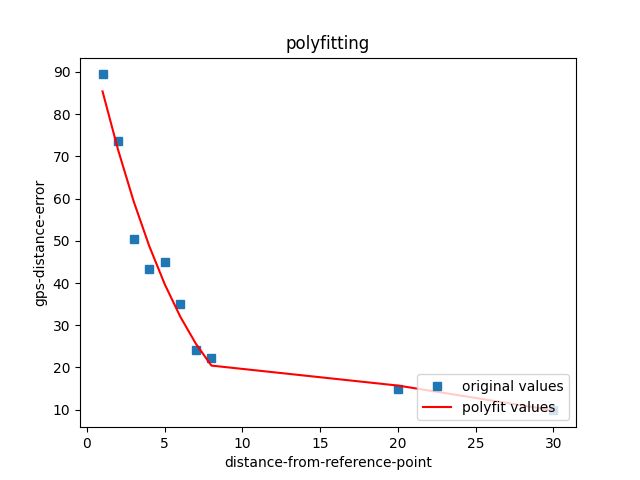 polyfitting
90
80
70
60
50
40
30
20
10
gps-distance-error
original values
polyfit values
0 5 10 15 20 25 30
distance-from-reference-point